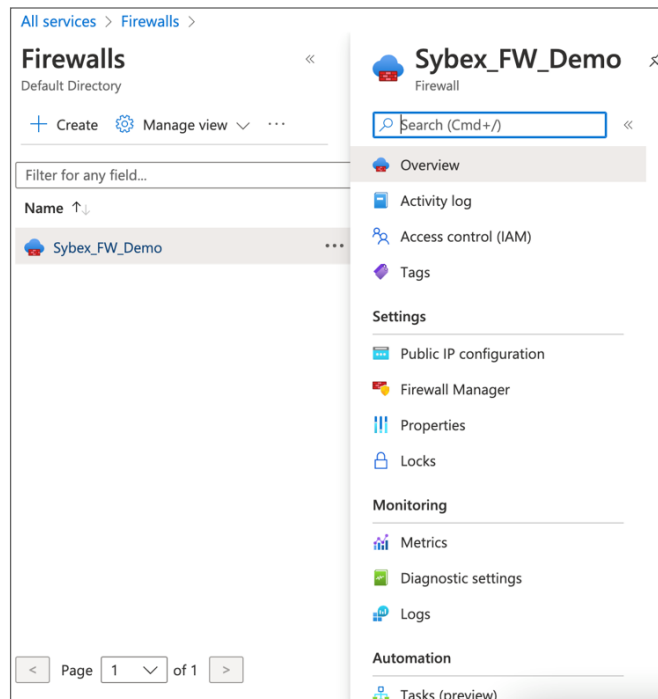 All services > Firewalls >
Firewalls «
Default Directory
+ Create Manage view ···
Filter for any field...
Name ↑↓
Sybex_FW_Demo ···
< Page 1 of 1 >
Sybex_FW_Demo
Firewall
Search (Cmd+/) «
Overview
Activity log
Access control (IAM)
Tags
Settings
Public IP configuration
Firewall Manager
Properties
Locks
Monitoring
Metrics
Diagnostic settings
Logs
Automation
Tasks (preview)